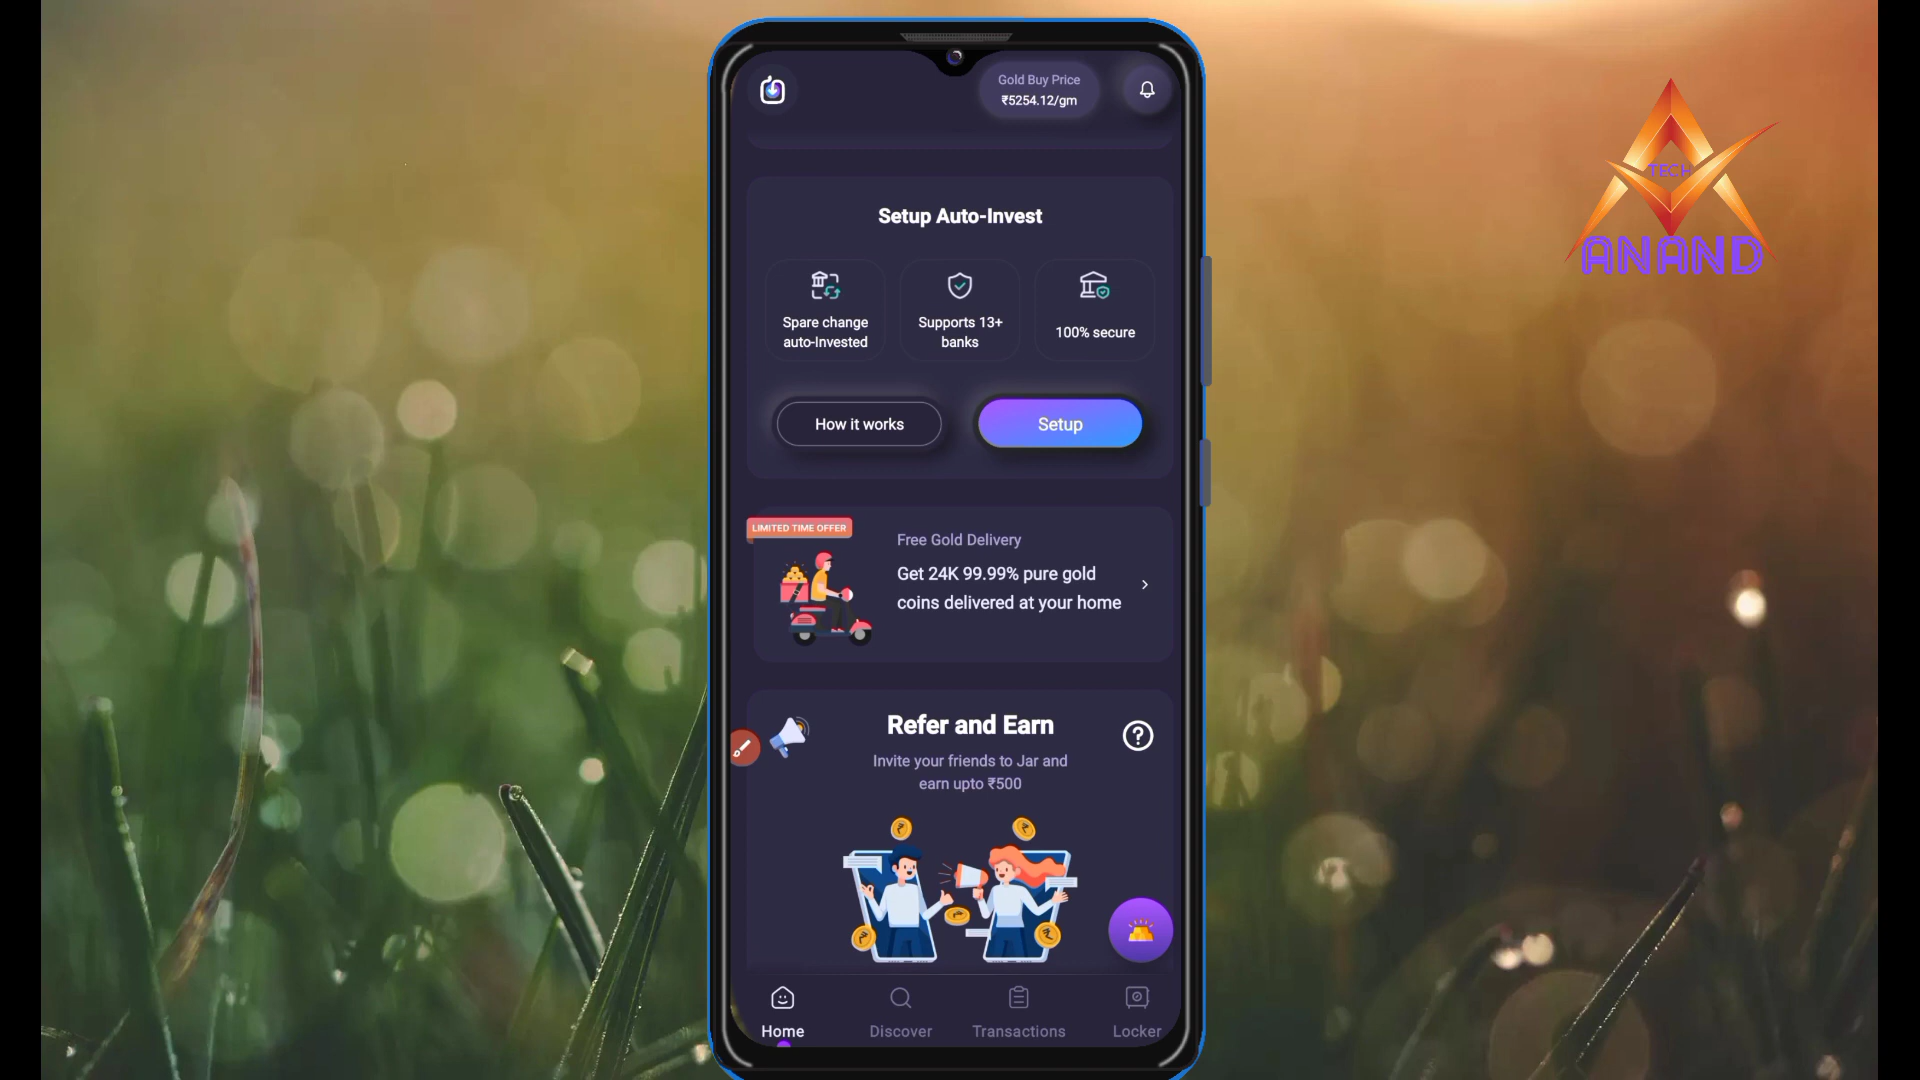 Gold Buy Price
₹5254.12/gm
TECH
ANAND
Setup Auto-Invest
Spare change
auto-Invested
Supports 13+
banks
100% secure
How it works
Setup
LIMITED TIME OFFER
Free Gold Delivery
Get 24K 99.99% pure gold
coins delivered at your home
Refer and Earn
Invite your friends to Jar and
earn upto ₹500
Home
Discover
Transactions
Locker